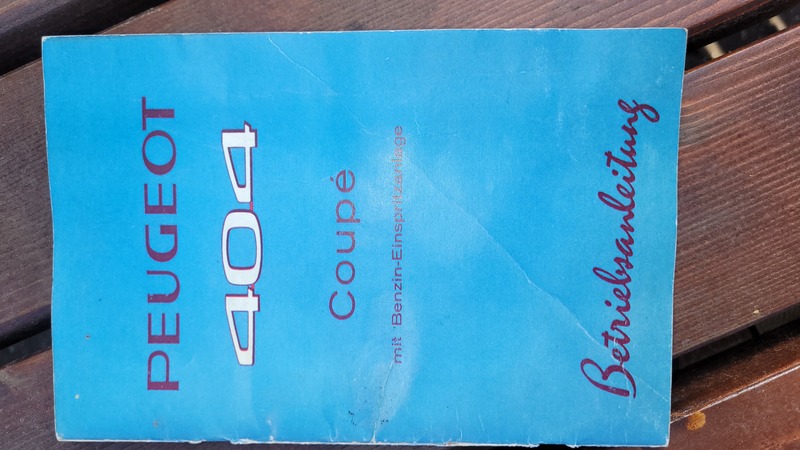 PEUGEOT
404
Coupé
mit Benzin-Einspritzanlage
Betriebsanleitung